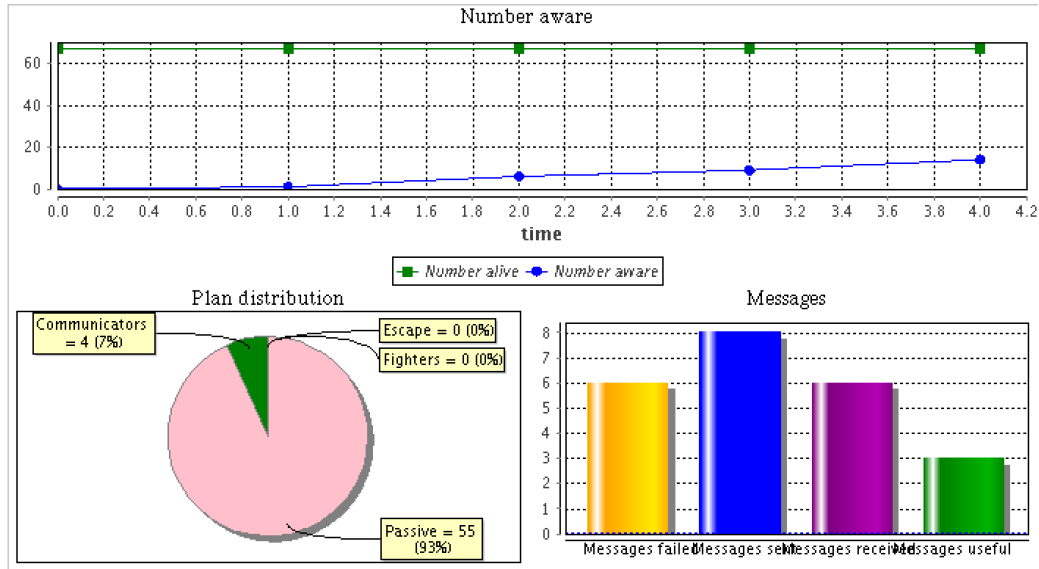 Number aware
60
40
20
0
0.0 0.2 0.4 0.6 0.8 1.0 1.2 1.4 1.6 1.8 2.0 2.2 2.4 2.6 2.8 3.0 3.2 3.4 3.6 3.8 4.0 4.2
time
Number alive Number aware
Plan distribution
Communicators
= 4 (7%)
Escape = 0 (0%)
Fighters = 0 (0%)
Passive = 55
(93%)
Messages
8
7
6
5
4
3
2
1
0
Messages failed Messages sent Messages received Messages useful